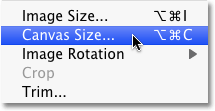 Image Size... ⌥⌘I
Canvas Size... ⌥⌘C
Image Rotation ▶
Crop
Trim...